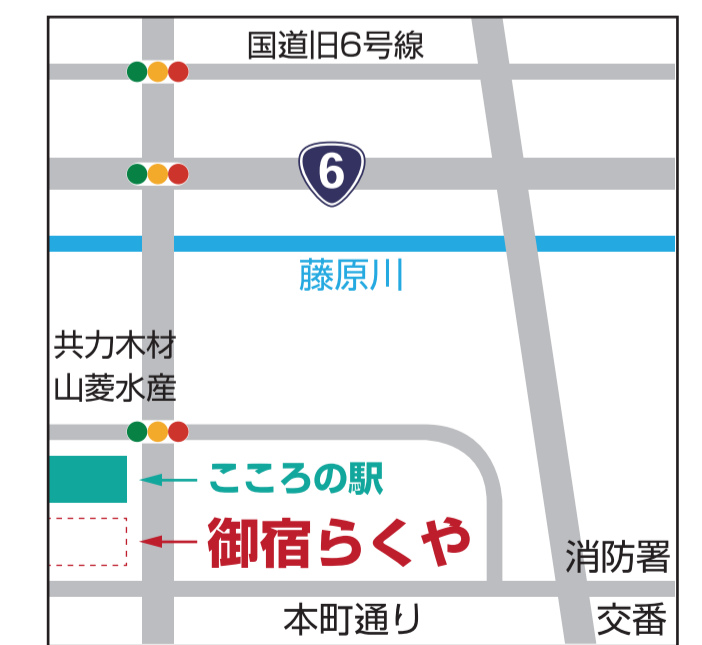 国道旧6号線
6
藤原川
共力木材
山菱水産
こころの駅
御宿らくや
消防署
本町通り
交番